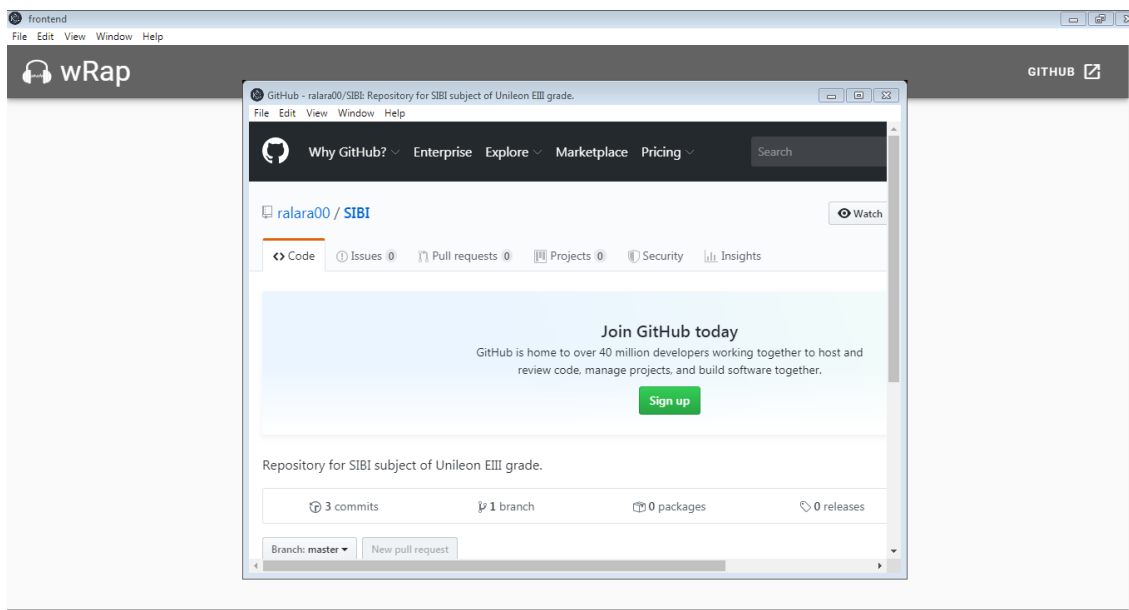 frontend
File Edit View Window Help
wRap
GITHUB
GitHub - ralara00/SIBI: Repository for SIBI subject of Unileon EIII grade.
File Edit View Window Help
Why GitHub? Enterprise Explore Marketplace Pricing Search
ralara00 / SIBI
Watch
Code Issues 0 Pull requests 0 Projects 0 Security Insights
Join GitHub today
GitHub is home to over 40 million developers working together to host and
review code, manage projects, and build software together.
Sign up
Repository for SIBI subject of Unileon EIII grade.
3 commits 1 branch 0 packages 0 releases
Branch: master New pull request